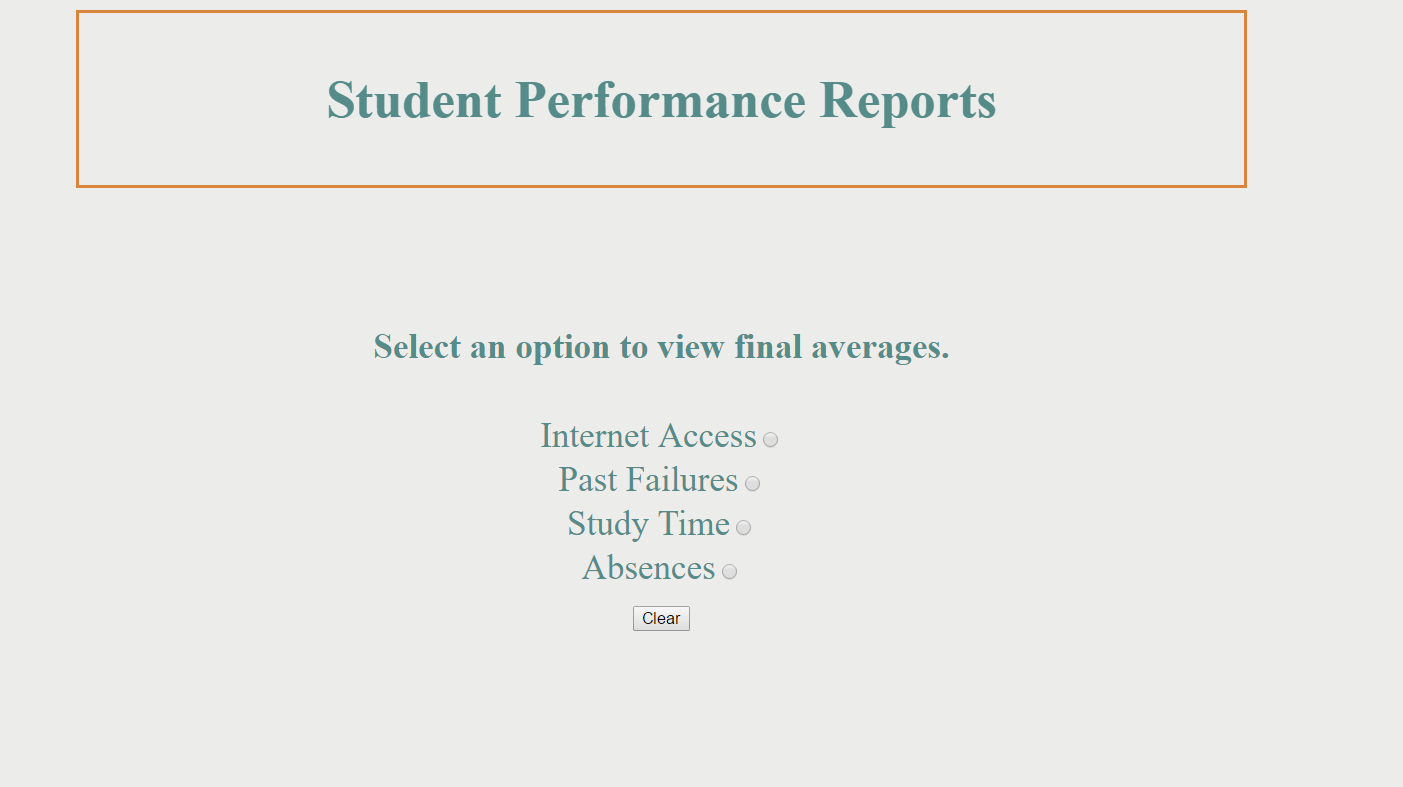 Student Performance Reports
Select an option to view final averages.
Internet Access
Past Failures
Study Time
Absences
Clear